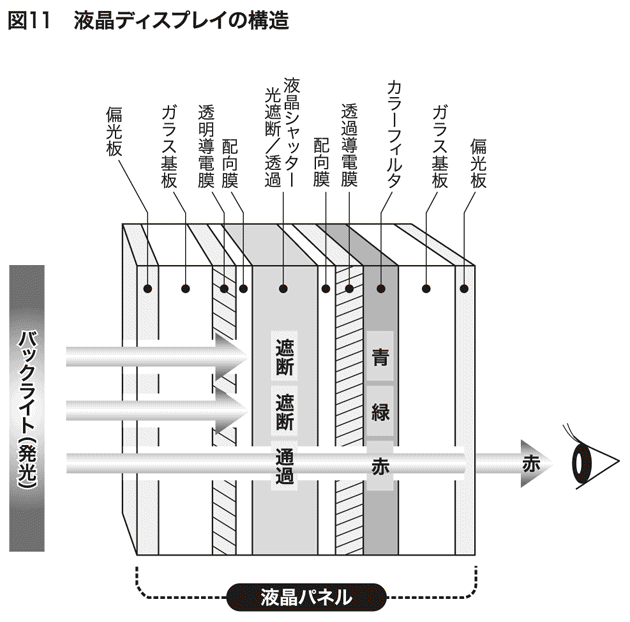 図11　液晶ディスプレイの構造
偏光板
ガラス基板
透明導電膜
配向膜
液晶シャッター
光遮断／透過
配向膜
透過導電膜
カラーフィルタ
ガラス基板
偏光板
バックライト(発光)
遮断
青
遮断
緑
通過
赤
赤
液晶パネル